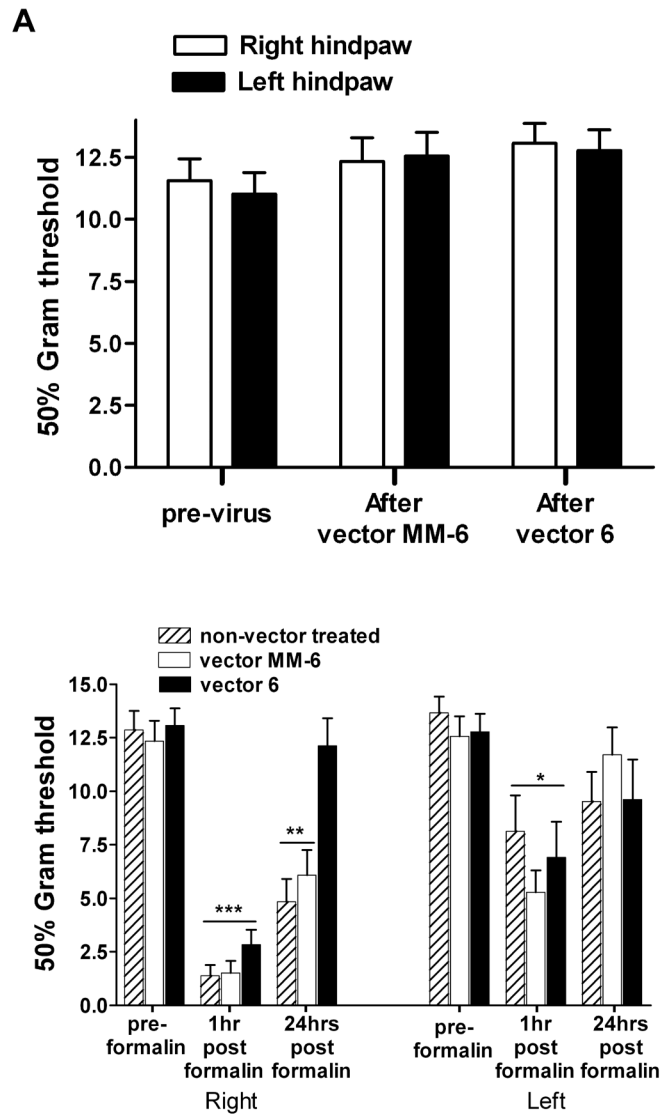 A
Right hindpaw
Left hindpaw
50% Gram threshold
12.5
10.0
7.5
5.0
2.5
0.0
pre-virus
After
vector MM-6
After
vector 6
non-vector treated
vector MM-6
vector 6
50% Gram threshold
15.0
12.5
10.0
7.5
5.0
2.5
0.0
***
**
*
pre-
formalin
1hr
post
formalin
24hrs
post
formalin
Right
pre-
formalin
1hr
post
formalin
24hrs
post
formalin
Left